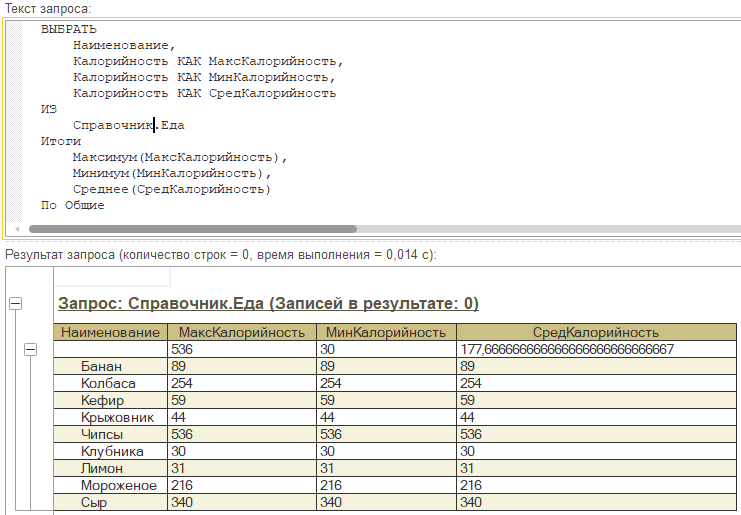 Текст запроса:
ВЫБРАТЬ
Наименование,
Калорийность КАК МаксКалорийность,
Калорийность КАК МинКалорийность,
Калорийность КАК СредКалорийность
ИЗ
Справочник.Еда
Итоги
Максимум(МаксКалорийность),
Минимум(МинКалорийность),
Среднее(СредКалорийность)
По Общие
Результат запроса (количество строк = 0, время выполнения = 0,014 с):
Запрос: Справочник.Еда (Записей в результате: 0)
Наименование МаксКалорийность МинКалорийность СредКалорийность
536 30 177,666666666666666666666666667
Банан 89 89 89
Колбаса 254 254 254
Кефир 59 59 59
Крыжовник 44 44 44
Чипсы 536 536 536
Клубника 30 30 30
Лимон 31 31 31
Мороженое 216 216 216
Сыр 340 340 340